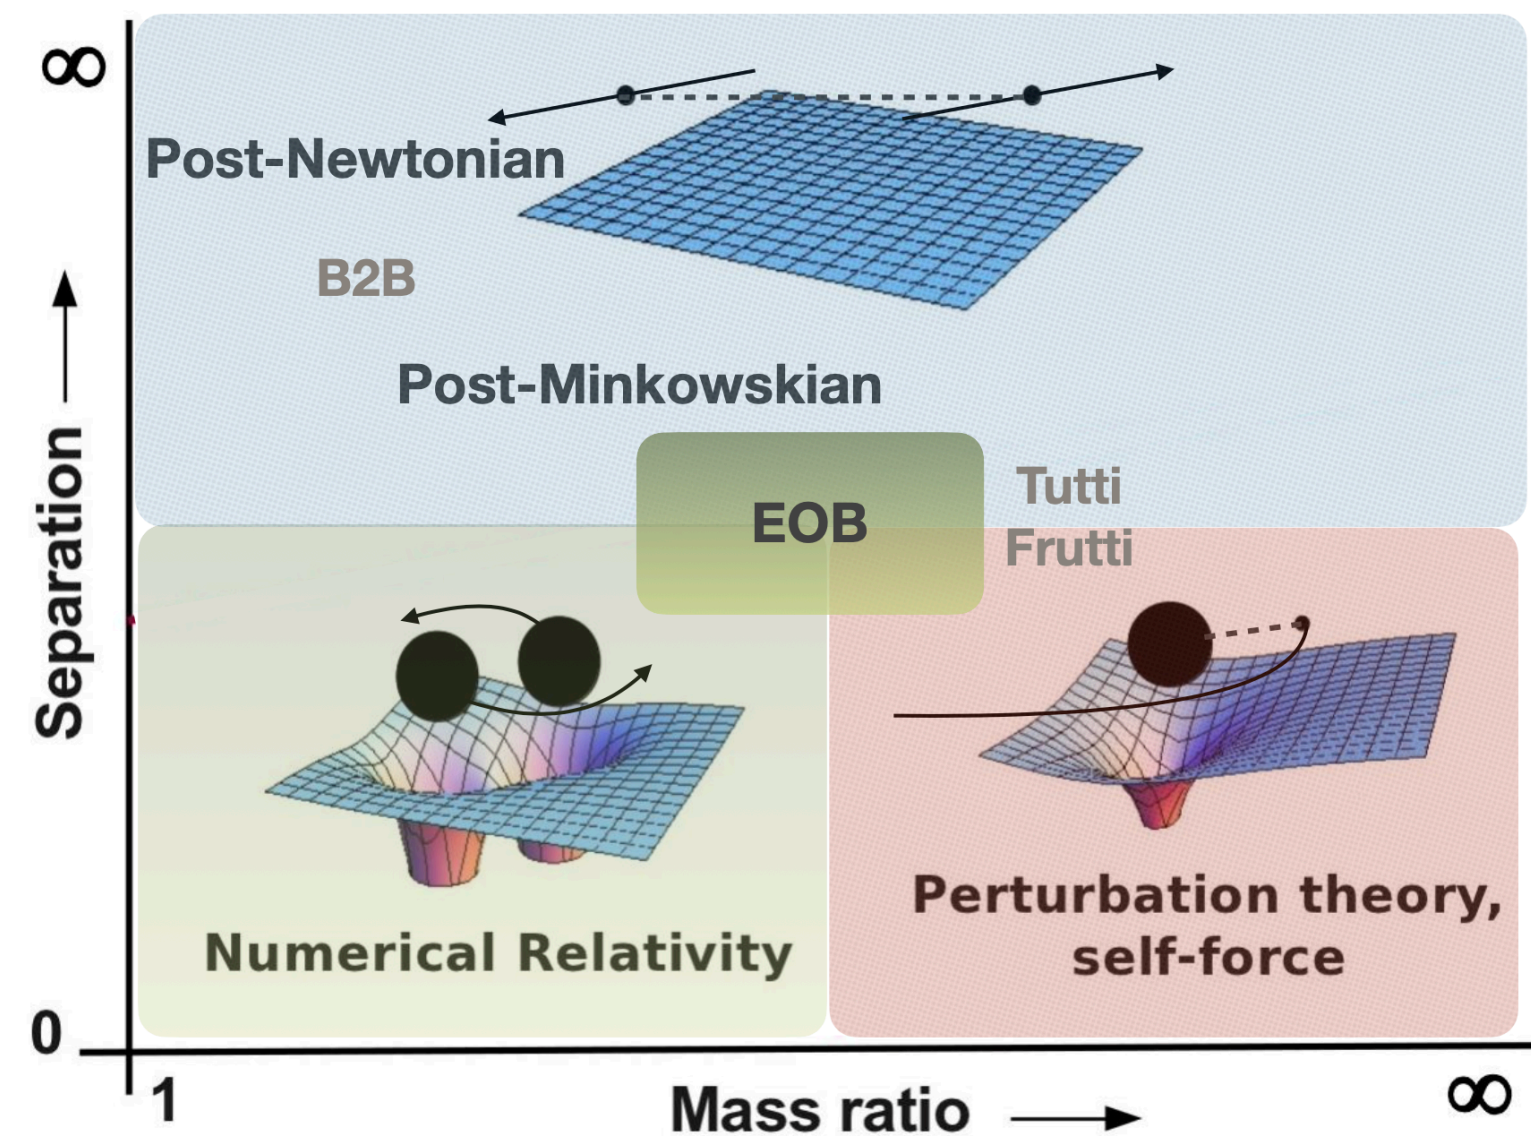 ∞
Post-Newtonian
B2B
Post-Minkowskian
EOB
Tutti
Frutti
Separation
Numerical Relativity
Perturbation theory,
self-force
0
1
Mass ratio
∞